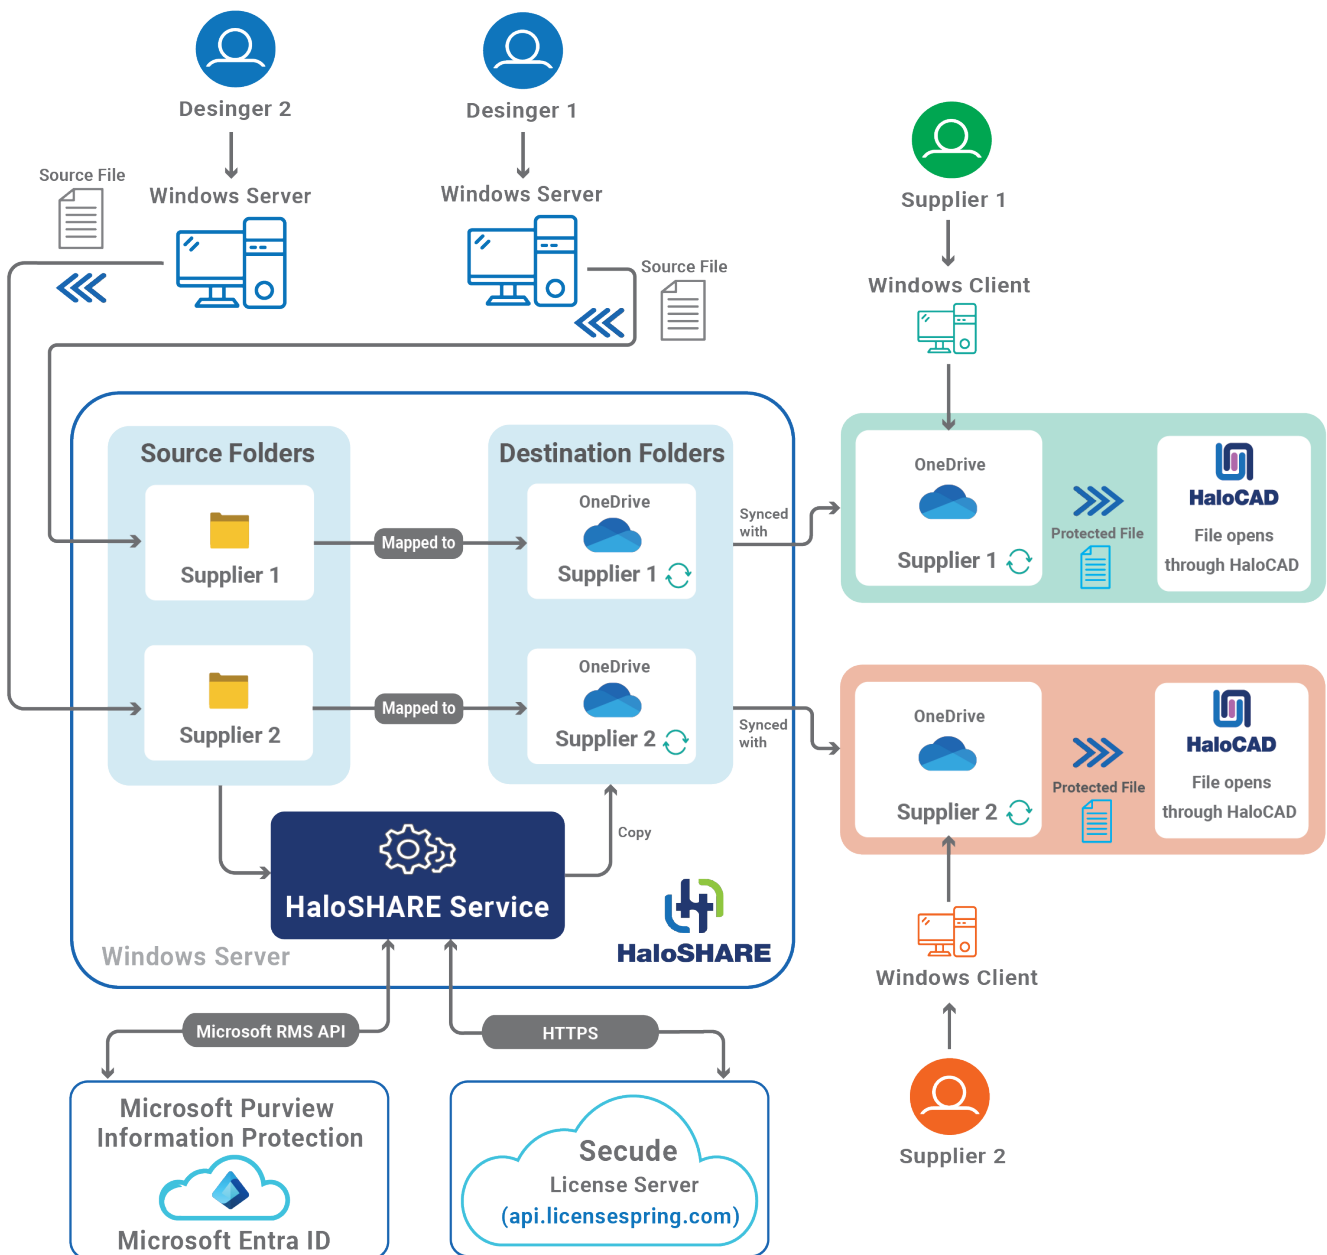 Desinger 2
Desinger 1
Source File
Windows Server
Windows Server
Source File
Supplier 1
Windows Client
Source Folders
Supplier 1
Supplier 2
Mapped to
Mapped to
Destination Folders
OneDrive
Supplier 1
OneDrive
Supplier 2
Synced
with
Synced
with
OneDrive
Supplier 1
Protected File
HaloCAD
File opens
through HaloCAD
OneDrive
Supplier 2
Protected File
HaloCAD
File opens
through HaloCAD
HaloSHARE Service
Copy
Windows Server
HaloSHARE
Windows Client
Supplier 2
Microsoft RMS API
HTTPS
Microsoft Purview
Information Protection
Microsoft Entra ID
Secude
License Server
(api.licensespring.com)